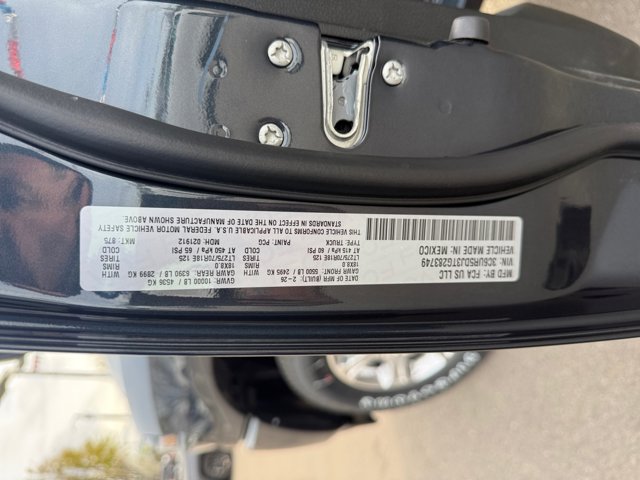 MFD. BY: FCA US LLC
VIN: 3C6UR5DJ3TG283749
VEHICLE MADE IN: MEXICO
DATE OF MFR (BUILT): 2-26
GAWR FRONT: 5500 LB / 2499 KG WITH
18X8.0 RIMS
LT275/70R18E 125 TIRES
AT 415 kPa / 60 PSI COLD
TYPE: TRUCK
PAINT: PCG
GVWR: 10000 LB / 4536 KG
GAWR REAR: 6390 LB / 2899 KG WITH
18X8.0 RIMS
LT275/70R18E 125 TIRES
AT 450 kPa / 65 PSI COLD
MDH: 021912
MKT: 875
THIS VEHICLE CONFORMS TO ALL APPLICABLE U.S.A. FEDERAL MOTOR VEHICLE SAFETY
STANDARDS IN EFFECT ON THE DATE OF MANUFACTURE SHOWN ABOVE.